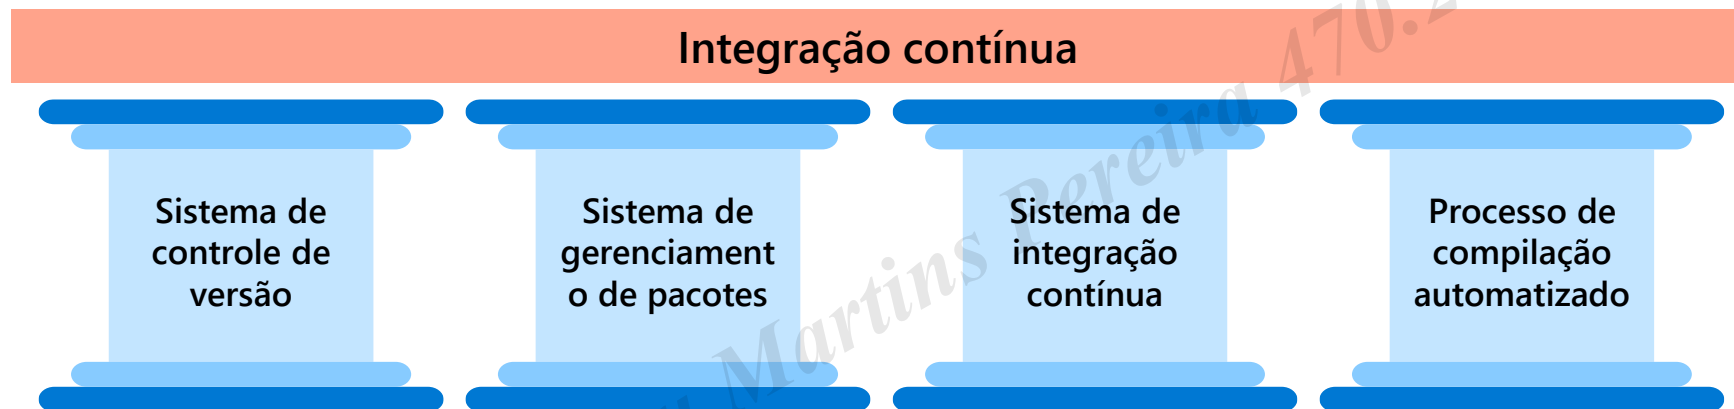 Integração contínua
Sistema de
controle de
versão
Sistema de
gerenciament
o de pacotes
Sistema de
integração
contínua
Processo de
compilação
automatizado
Martins Pereira 470.